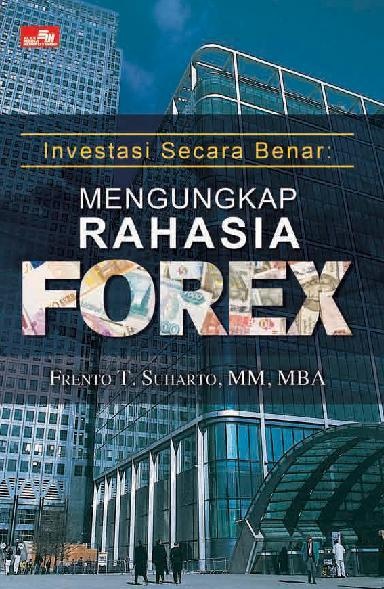 Investasi Secara Benar:
MENGUNGKAP
RAHASIA
FOREX
FRENTO T. SUHARTO, MM, MBA